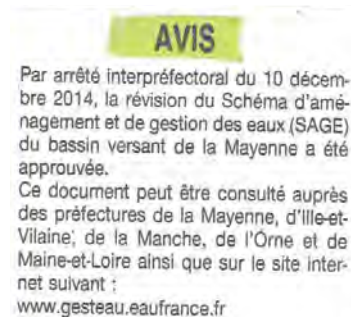 AVIS
Par arrêté interpréfectoral du 10 décem-
bre 2014, la révision du Schéma d'amé-
nagement et de gestion des eaux (SAGE)
du bassin versant de la Mayenne a été
approuvée.
Ce document peut être consulté auprès
des préfectures de la Mayenne, d'Ille-et-
Vilaine, de la Manche, de l'Orne et de
Maine-et-Loire ainsi que sur le site inter-
net suivant :
www.gesteau.eaufrance.fr